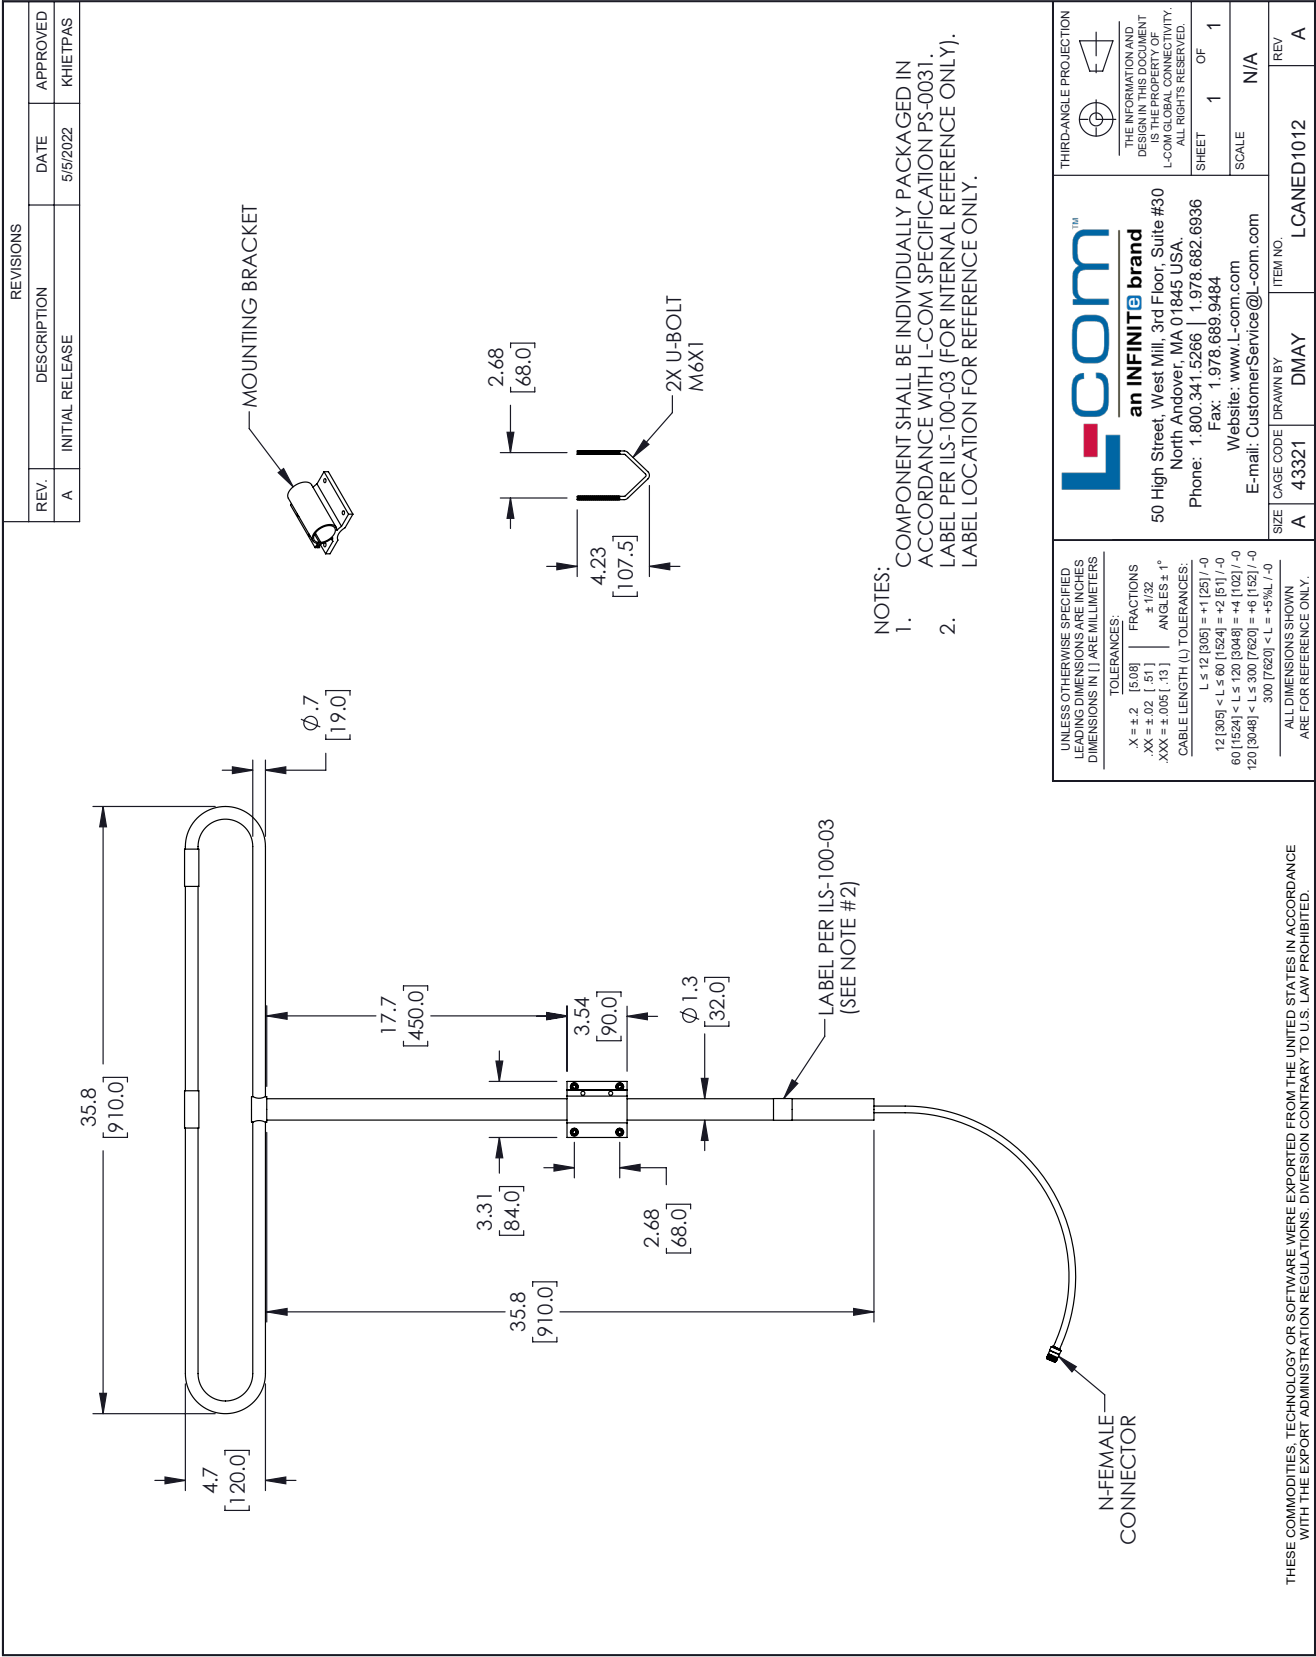 REVISIONS
REV. DESCRIPTION DATE APPROVED
A INITIAL RELEASE 5/5/2022 KHIETPAS
35.8
[910.0]
4.7
[120.0]
Ø.7
[19.0]
MOUNTING BRACKET
17.7
[450.0]
3.54
[90.0]
3.31
[84.0]
2.68
[68.0]
Ø1.3
[32.0]
35.8
[910.0]
LABEL PER ILS-100-03
(SEE NOTE #2)
N-FEMALE
CONNECTOR
2.68
[68.0]
4.23
[107.5]
2X U-BOLT
M6X1
NOTES:
1. COMPONENT SHALL BE INDIVIDUALLY PACKAGED IN
ACCORDANCE WITH L-COM SPECIFICATION PS-0031.
2. LABEL PER ILS-100-03 (FOR INTERNAL REFERENCE ONLY).
LABEL LOCATION FOR REFERENCE ONLY.
UNLESS OTHERWISE SPECIFIED
LEADING DIMENSIONS ARE INCHES
DIMENSIONS IN [ ] ARE MILLIMETERS
TOLERANCES:
.X = ± .2 [5.08] FRACTIONS
.XX = ± .02 [ .51 ] ± 1/32
.XXX = ± .005 [ .13 ] ANGLES ± 1°
CABLE LENGTH (L) TOLERANCES:
L ≤ 12 [305] = +1 [25] / -0
12 [305] < L ≤ 60 [1524] = +2 [51] / -0
60 [1524] < L ≤ 120 [3048] = +4 [102] / -0
120 [3048] < L ≤ 300 [7620] = +6 [152] / -0
300 [7620] < L = +5%L / -0
ALL DIMENSIONS SHOWN
ARE FOR REFERENCE ONLY.
L-com™
an INFINITe brand
50 High Street, West Mill, 3rd Floor, Suite #30
North Andover, MA 01845 USA.
Phone: 1.800.341.5266 | 1.978.682.6936
Fax: 1.978.689.9484
Website: www.L-com.com
E-mail: CustomerService@L-com.com
THIRD-ANGLE PROJECTION
THE INFORMATION AND
DESIGN IN THIS DOCUMENT
IS THE PROPERTY OF
L-COM GLOBAL CONNECTIVITY.
ALL RIGHTS RESERVED.
SHEET 1 OF 1
SCALE N/A
SIZE A
CAGE CODE 43321
DRAWN BY DMAY
ITEM NO. LCANED1012
REV A
THESE COMMODITIES, TECHNOLOGY OR SOFTWARE WERE EXPORTED FROM THE UNITED STATES IN ACCORDANCE
WITH THE EXPORT ADMINISTRATION REGULATIONS. DIVERSION CONTRARY TO U.S. LAW PROHIBITED.